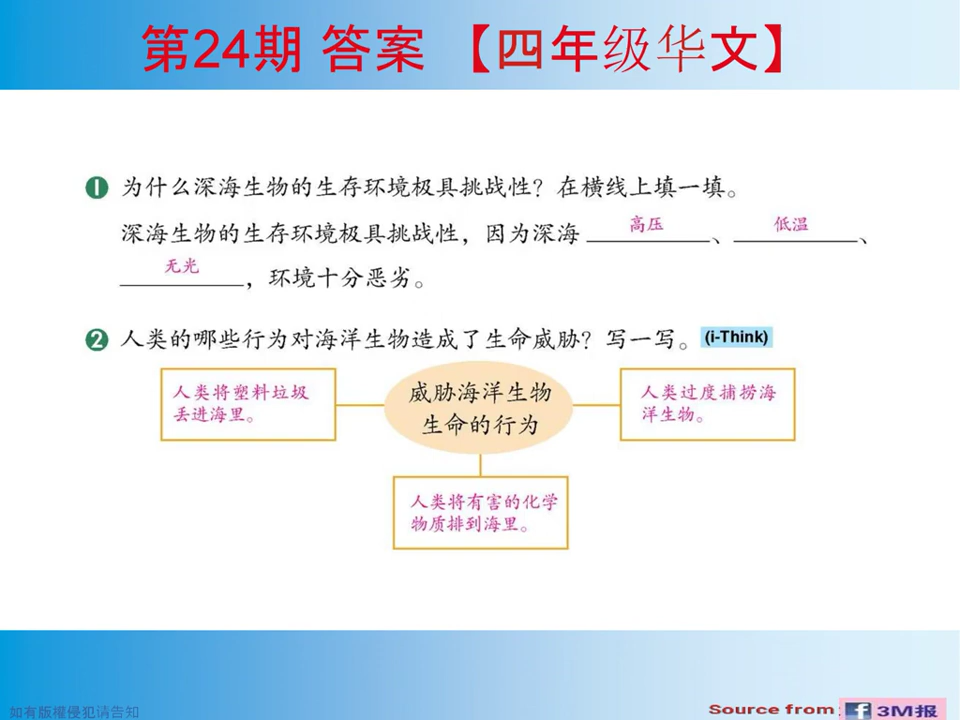 第24期 答案 【四年级华文】
1 为什么深海生物的生存环境极具挑战性？在横线上填一填。
深海生物的生存环境极具挑战性，因为深海 高压 、 低温 、
无光 ，环境十分恶劣。
2 人类的哪些行为对海洋生物造成了生命威胁？写一写。 (i-Think)
人类将塑料垃圾
丢进海里。
威胁海洋生物
生命的行为
人类过度捕捞海
洋生物。
人类将有害的化学
物质排到海里。
如有版權侵犯请告知
Source from: f 3M报